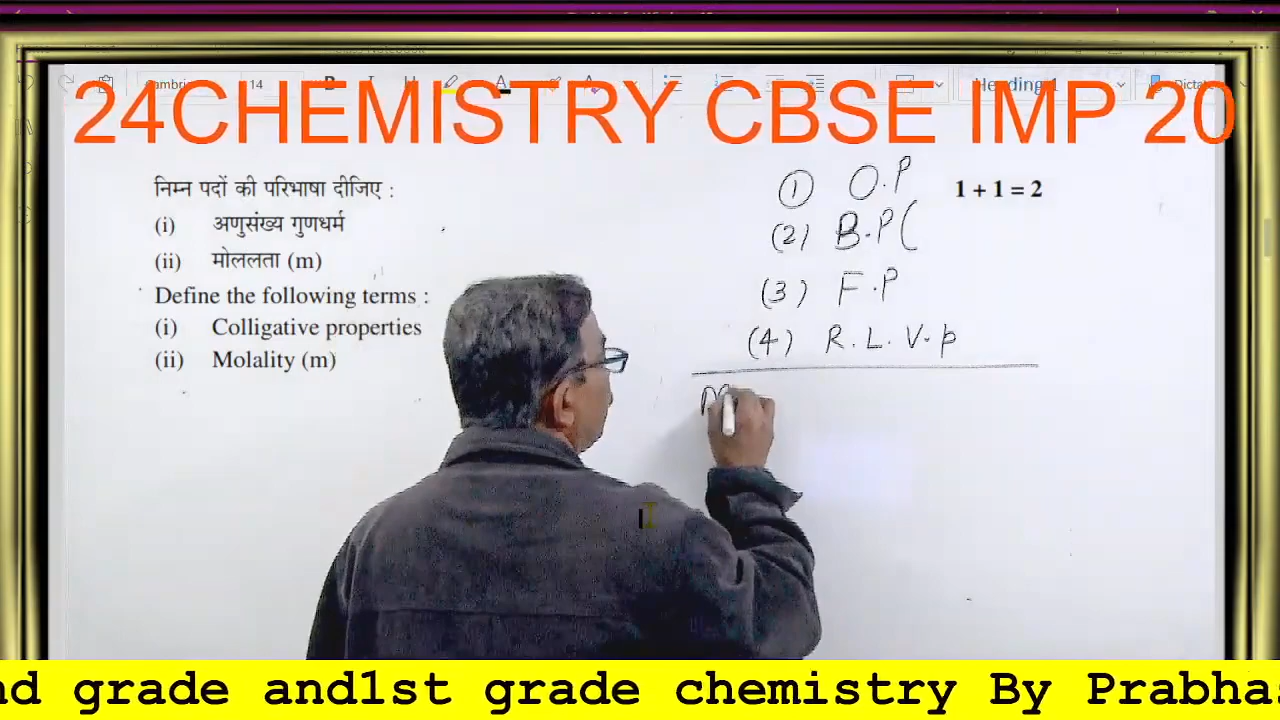 24CHEMISTRY CBSE IMP 20
निम्न पदों की परिभाषा दीजिए :
1 + 1 = 2
(i) अणुसंख्य गुणधर्म
(ii) मोललता (m)
Define the following terms :
(i) Colligative properties
(ii) Molality (m)
① O.P
(2) B.P (
(3) F.P
(4) R.L.V.p
nd grade and1st grade chemistry By Prabhas